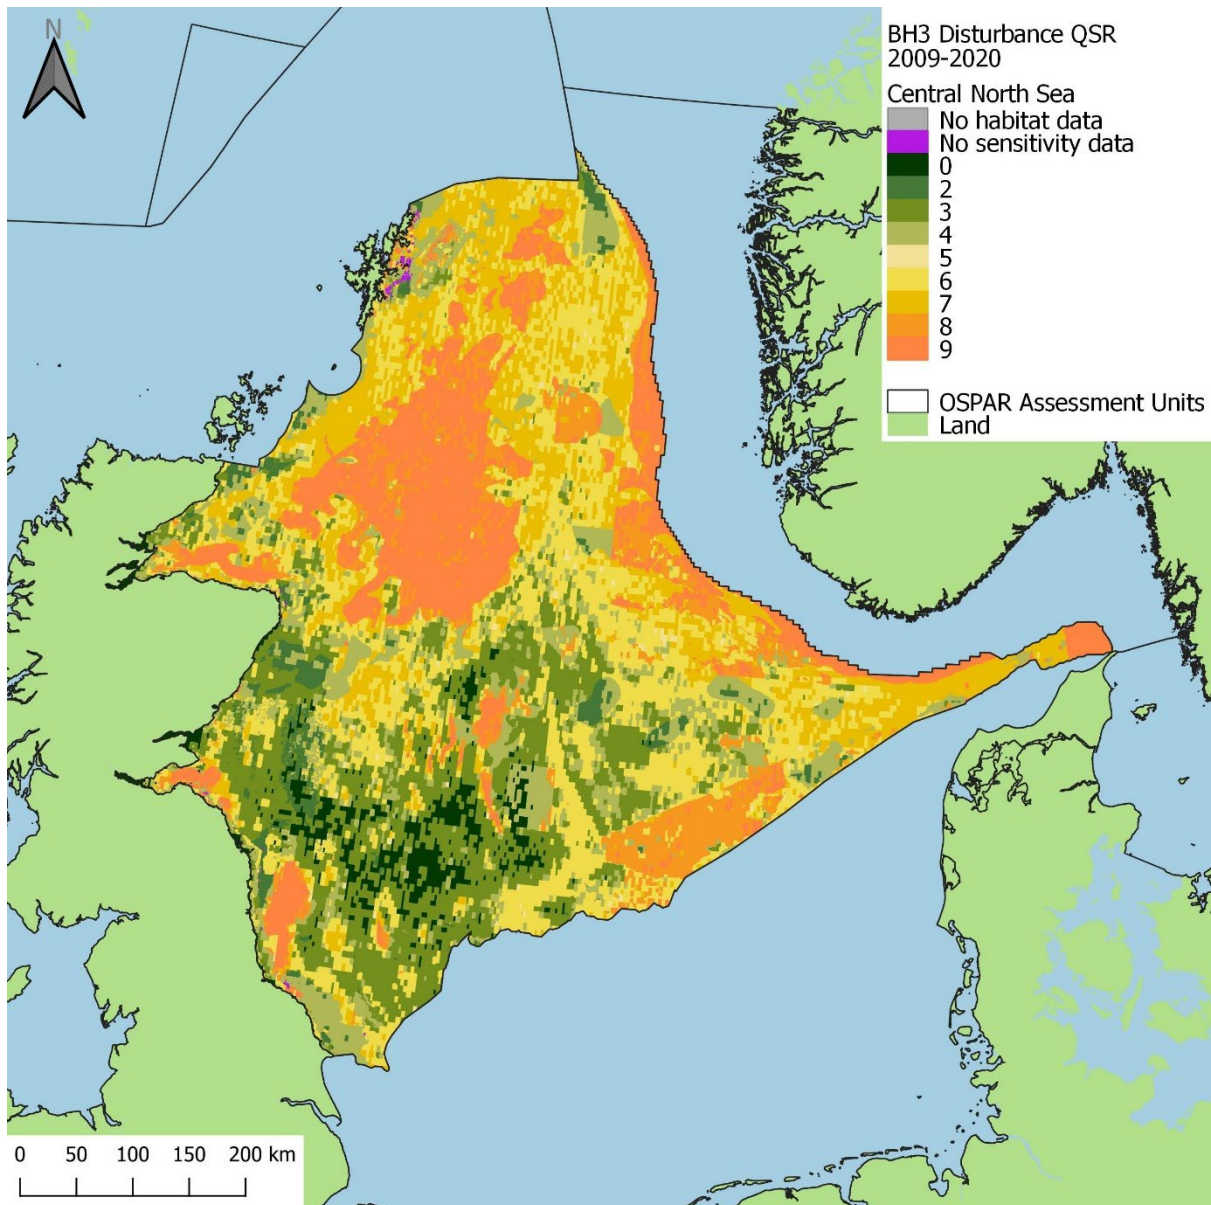 N
BH3 Disturbance QSR
2009-2020
Central North Sea
No habitat data
No sensitivity data
0
2
3
4
5
6
7
8
9
OSPAR Assessment Units
Land
0 50 100 150 200 km